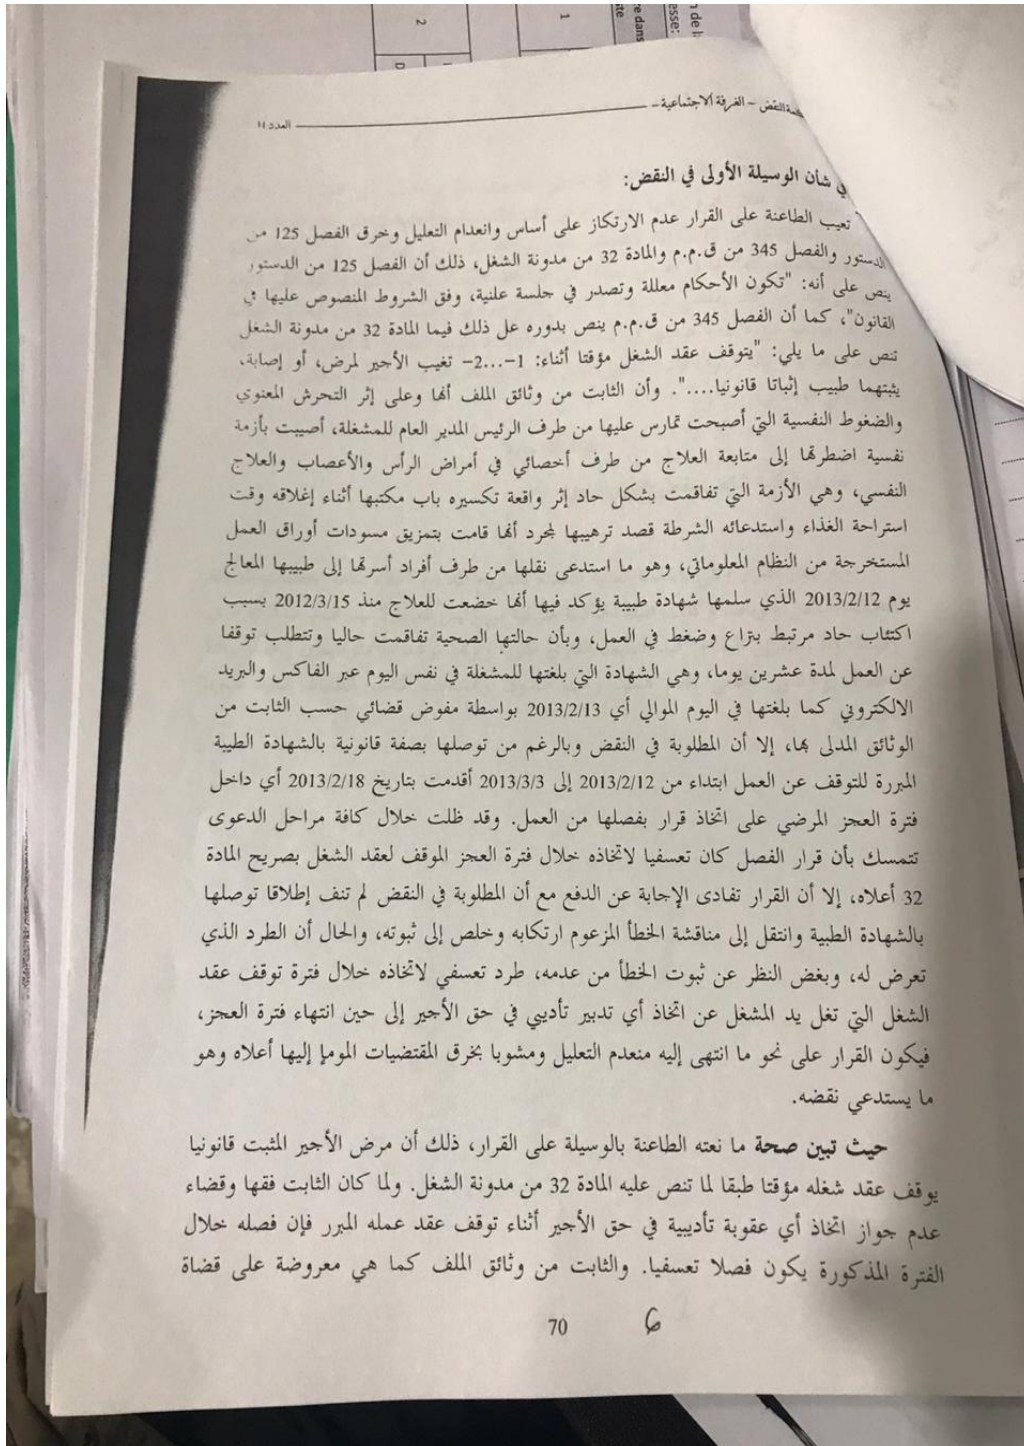 2
1
النقض - الغرفة الاجتماعية-
العدد 14
شأن الوسيلة الأولى في النقض:
تعيب الطاعنة على القرار عدم الارتكاز على أساس وانعدام التعليل وخرق الفصل 125 من
الدستور والفصل 345 من ق.م.م والمادة 32 من مدونة الشغل، ذلك أن الفصل 125 من الدستور
ينص على أنه: "تكون الأحكام معللة وتصدر في جلسة علنية، وفق الشروط المنصوص عليها في
القانون"، كما أن الفصل 345 من ق.م.م ينص بدوره عل ذلك فيما المادة 32 من مدونة الشغل
تنص على ما يلي: "يتوقف عقد الشغل مؤقتا أثناء: 1-...2- تغيب الأجير لمرض، أو إصابة،
يثبتهما طبيب إثباتا قانونيا....". وأن الثابت من وثائق الملف أنها وعلى إثر التحرش المعنوي
والضغوط النفسية التي أصبحت تمارس عليها من طرف الرئيس المدير العام للمشغلة، أصيبت بأزمة
نفسية اضطرتها إلى متابعة العلاج من طرف أخصائي في أمراض الرأس والأعصاب والعلاج
النفسي، وهي الأزمة التي تفاقمت بشكل حاد إثر واقعة تكسيره باب مكتبها أثناء إغلاقه وقت
استراحة الغذاء واستدعائه الشرطة قصد ترهيبها لمجرد أنها قامت بتمزيق مسودات أوراق العمل
المستخرجة من النظام المعلوماتي، وهو ما استدعى نقلها من طرف أفراد أسرتها إلى طبيبها المعالج
يوم 2013/2/12 الذي سلمها شهادة طبية يؤكد فيها أنها خضعت للعلاج منذ 2012/3/15 بسبب
اكتئاب حاد مرتبط بنزاع وضغط في العمل، وبأن حالتها الصحية تفاقمت حاليا وتتطلب توقفا
عن العمل لمدة عشرين يوما، وهي الشهادة التي بلغتها للمشغلة في نفس اليوم عبر الفاكس والبريد
الالكتروني كما بلغتها في اليوم الموالي أي 2013/2/13 بواسطة مفوض قضائي حسب الثابت من
الوثائق المدلى بها، إلا أن المطلوبة في النقض وبالرغم من توصلها بصفة قانونية بالشهادة الطبية
المبررة للتوقف عن العمل ابتداء من 2013/2/12 إلى 2013/3/3 أقدمت بتاريخ 2013/2/18 أي داخل
فترة العجز المرضي على اتخاذ قرار بفصلها من العمل. وقد ظلت خلال كافة مراحل الدعوى
تتمسك بأن قرار الفصل كان تعسفيا لاتخاذه خلال فترة العجز الموقف لعقد الشغل بصريح المادة
32 أعلاه، إلا أن القرار تفادى الإجابة عن الدفع مع أن المطلوبة في النقض لم تنف إطلاقا توصلها
بالشهادة الطبية وانتقل إلى مناقشة الخطأ المزعوم ارتكابه وخلص إلى ثبوته، والحال أن الطرد الذي
تعرض له، وبغض النظر عن ثبوت الخطأ من عدمه، طرد تعسفي لاتخاذه خلال فترة توقف عقد
الشغل التي تغل يد المشغل عن اتخاذ أي تدبير تأديبي في حق الأجير إلى حين انتهاء فترة العجز،
فيكون القرار على نحو ما انتهى إليه منعدم التعليل ومشوبا بخرق المقتضيات المومإ إليها أعلاه وهو
ما يستدعي نقضه.
حيث تبين صحة ما نعته الطاعنة بالوسيلة على القرار، ذلك أن مرض الأجير المثبت قانونيا
يوقف عقد شغله مؤقتا طبقا لما تنص عليه المادة 32 من مدونة الشغل. ولما كان الثابت فقها وقضاء
عدم جواز اتخاذ أي عقوبة تأديبية في حق الأجير أثناء توقف عقد عمله المبرر فإن فصله خلال
الفترة المذكورة يكون فصلا تعسفيا. والثابت من وثائق الملف كما هي معروضة على قضاة
70
6